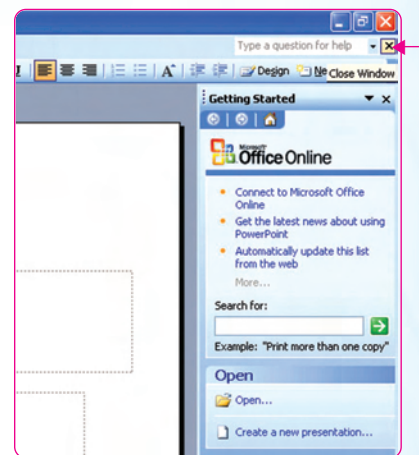 Type a question for help
Design
Ne
Close Window
Getting Started
Microsoft
Office Online
Connect to Microsoft Office
Online
Get the latest news about using
PowerPoint
Automatically update this list
from the web
More...
Search for:
Example: "Print more than one copy"
Open
Open...
Create a new presentation...